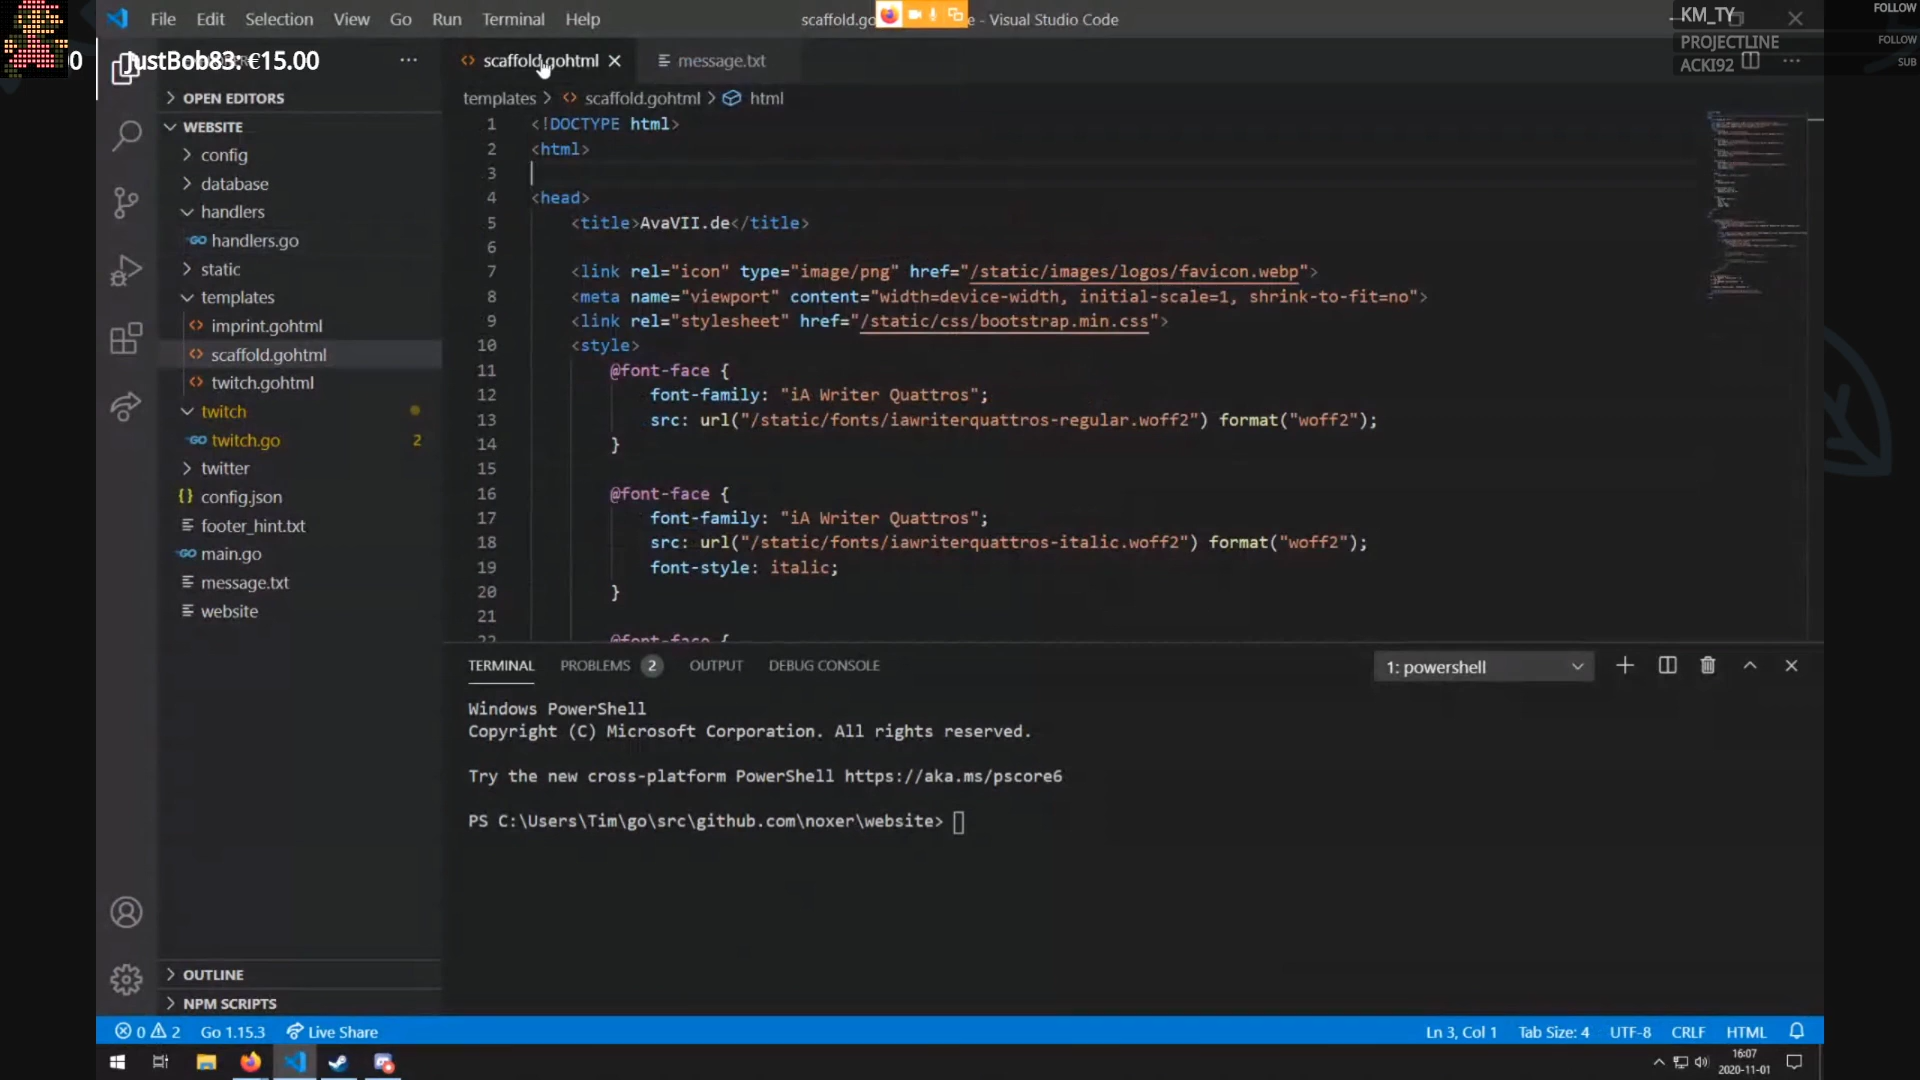 File Edit Selection View Go Run Terminal Help
scaffold.go e - Visual Studio Code
KM_TY FOLLOW
PROJECTLINE FOLLOW
ACKI92 SUB
0 JustBob83: €15.00
scaffold.gohtml message.txt
OPEN EDITORS
WEBSITE
config
database
handlers
handlers.go
static
templates
imprint.gohtml
scaffold.gohtml
twitch.gohtml
twitch
twitch.go 2
twitter
config.json
footer_hint.txt
main.go
message.txt
website
OUTLINE
NPM SCRIPTS
templates > scaffold.gohtml > html
1 <!DOCTYPE html>
2 <html>
3
4 <head>
5 <title>AvaVII.de</title>
6
7 <link rel="icon" type="image/png" href="/static/images/logos/favicon.webp">
8 <meta name="viewport" content="width=device-width, initial-scale=1, shrink-to-fit=no">
9 <link rel="stylesheet" href="/static/css/bootstrap.min.css">
10 <style>
11 @font-face {
12 font-family: "iA Writer Quattros";
13 src: url("/static/fonts/iawriterquattros-regular.woff2") format("woff2");
14 }
15
16 @font-face {
17 font-family: "iA Writer Quattros";
18 src: url("/static/fonts/iawriterquattros-italic.woff2") format("woff2");
19 font-style: italic;
20 }
21
22 @font-face {
TERMINAL PROBLEMS 2 OUTPUT DEBUG CONSOLE 1: powershell
Windows PowerShell
Copyright (C) Microsoft Corporation. All rights reserved.
Try the new cross-platform PowerShell https://aka.ms/pscore6
PS C:\Users\Tim\go\src\github.com\noxer\website>
0 2 Go 1.15.3 Live Share Ln 3, Col 1 Tab Size: 4 UTF-8 CRLF HTML
16:07
2020-11-01